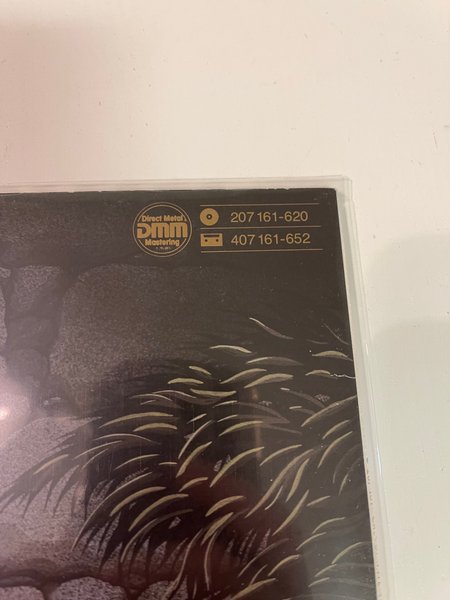 Direct Metal
DMM
Mastering
207 161-620
407 161-652